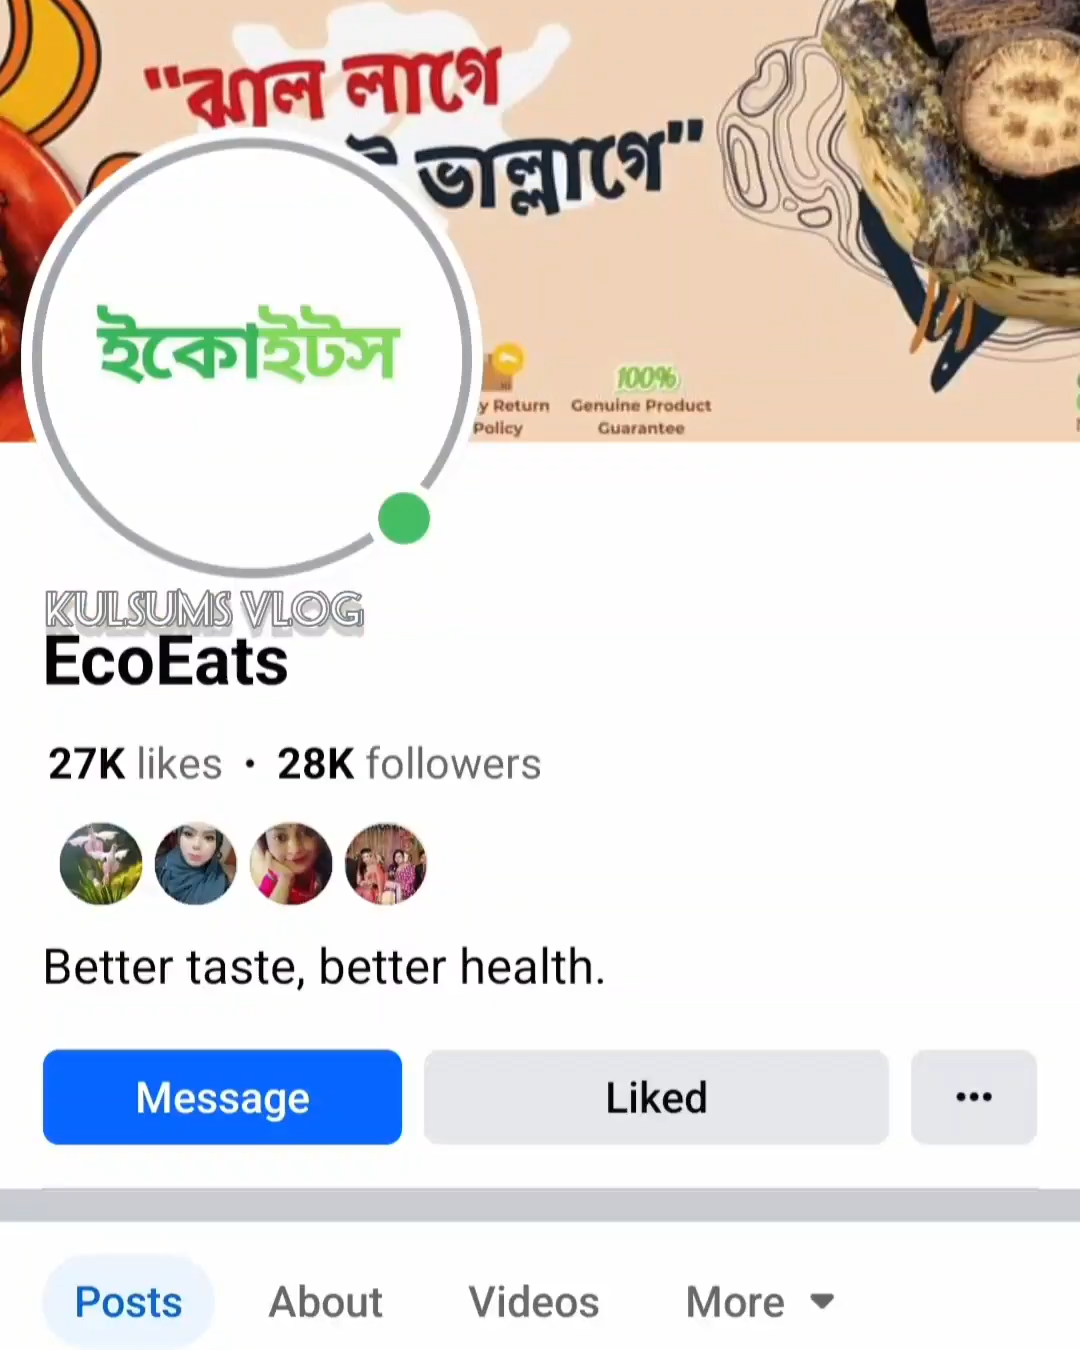 "ঝাল লাগে
ই ভাল্লাগে"
ইকোইটস
y Return
Policy
100%
Genuine Product
Guarantee
KULSUMS VLOG
EcoEats
27K likes • 28K followers
Better taste, better health.
Message
Liked
Posts
About
Videos
More